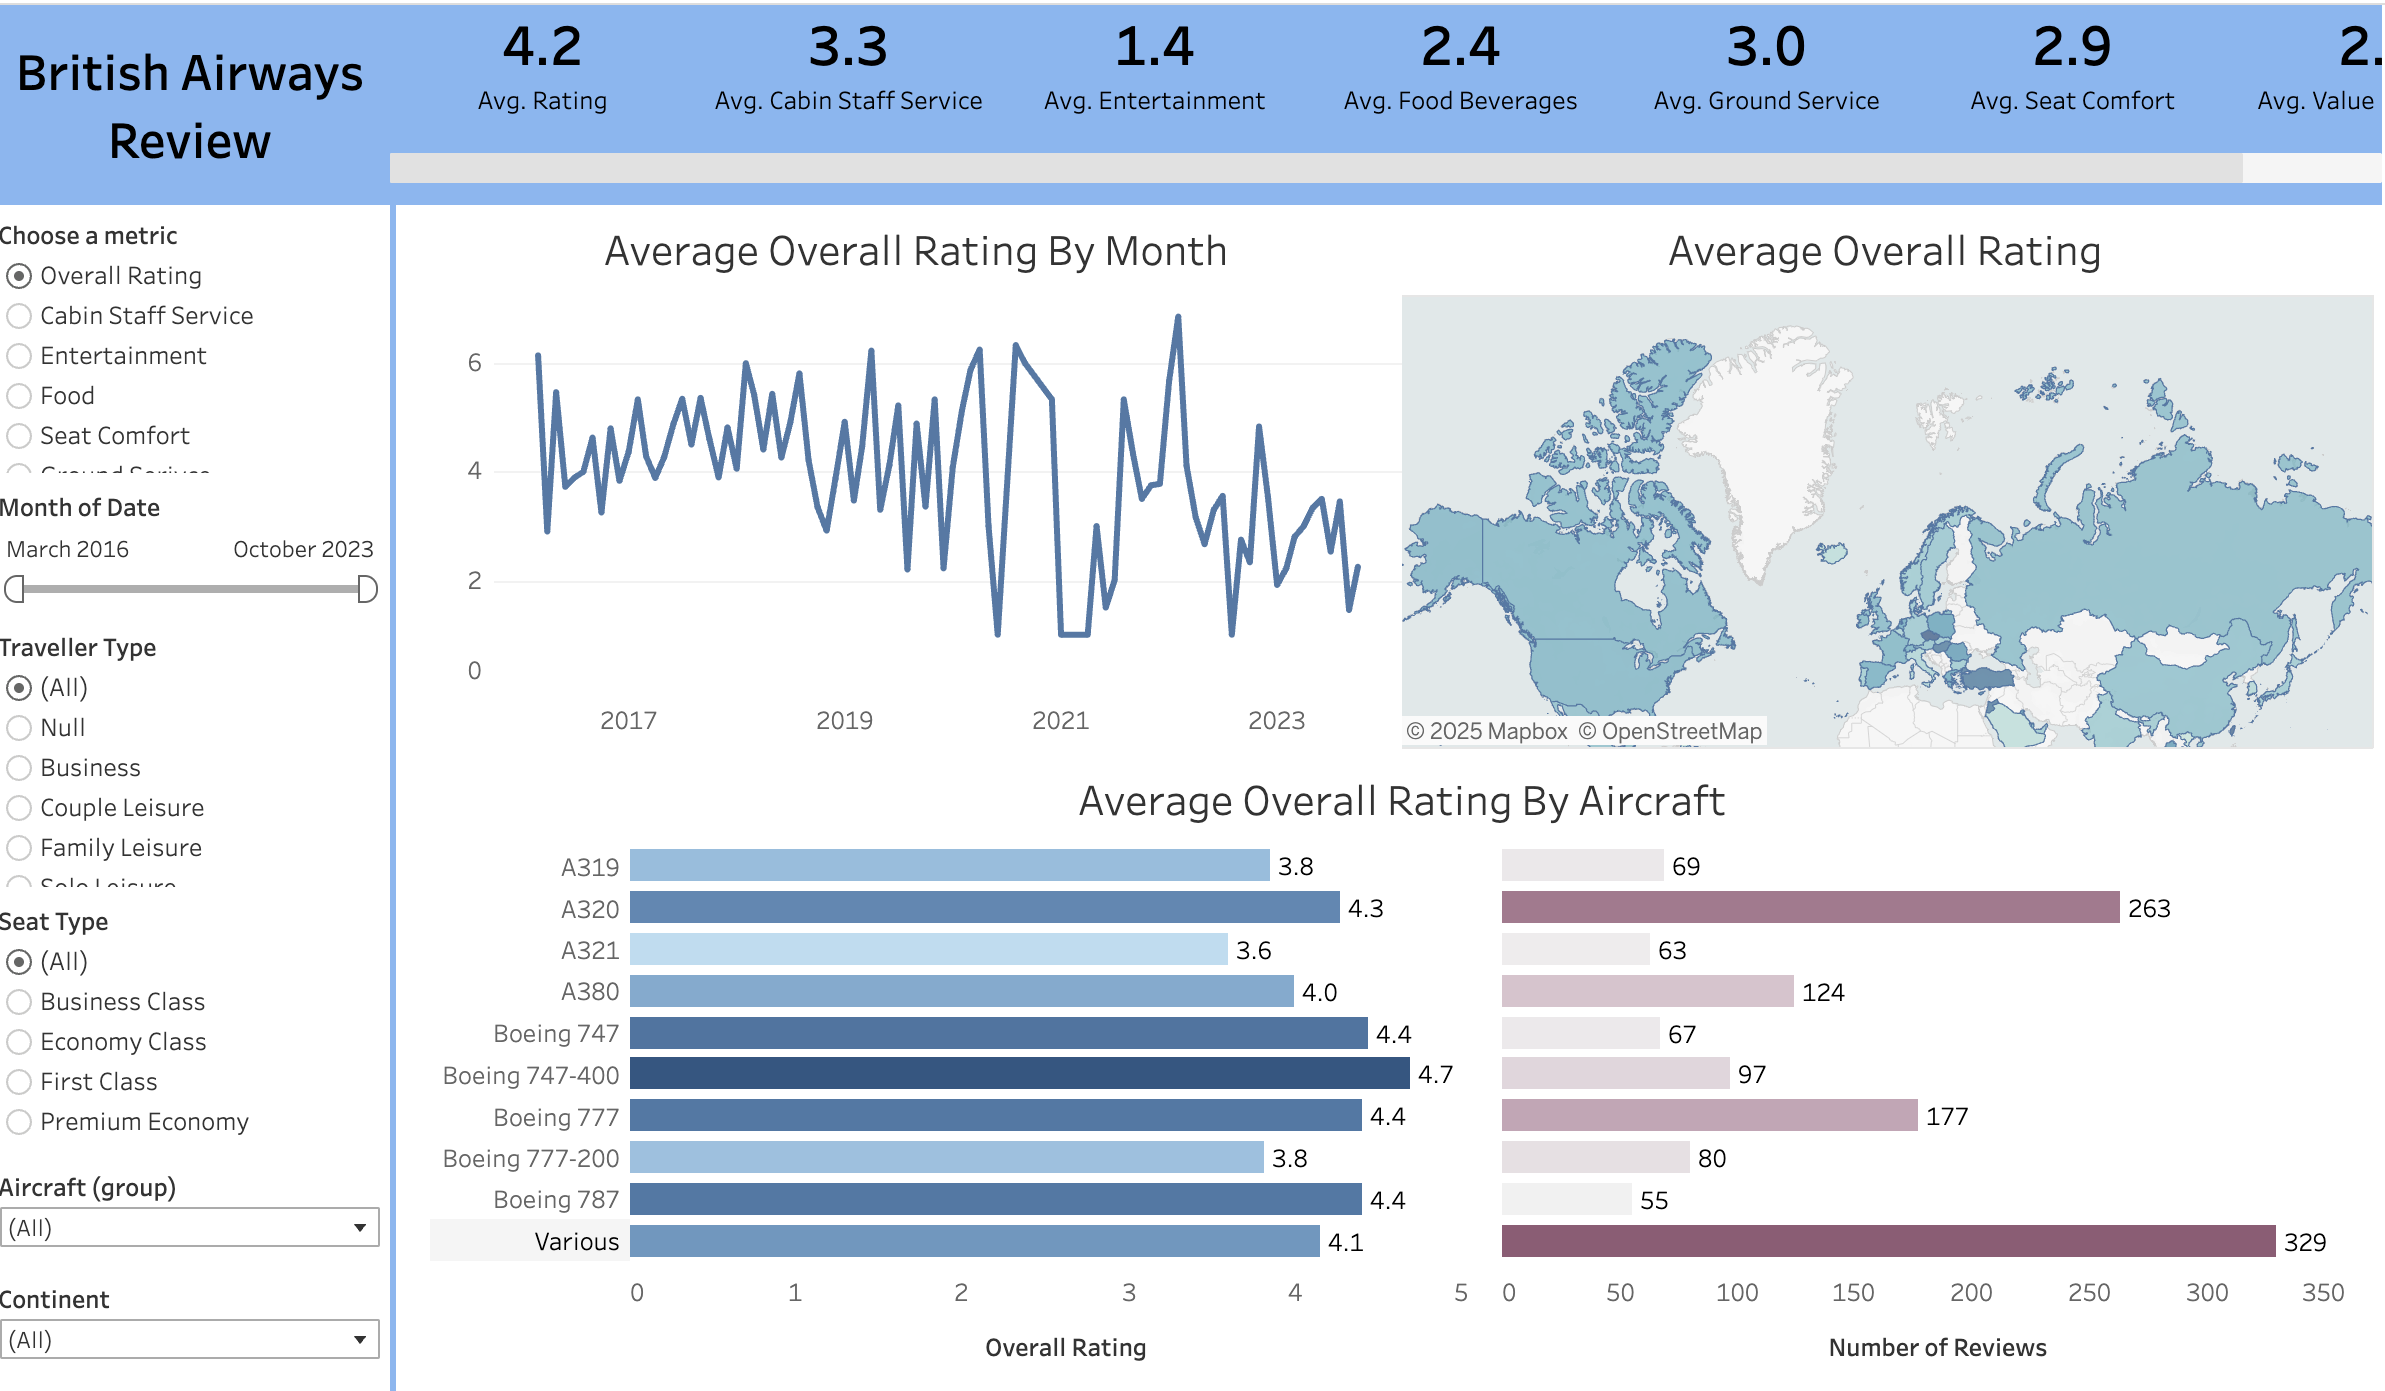 British Airways
Review
4.2
Avg. Rating
3.3
Avg. Cabin Staff Service
1.4
Avg. Entertainment
2.4
Avg. Food Beverages
3.0
Avg. Ground Service
2.9
Avg. Seat Comfort
2.
Avg. Value
Choose a metric
Overall Rating
Cabin Staff Service
Entertainment
Food
Seat Comfort
Month of Date
March 2016 October 2023
Traveller Type
(All)
Null
Business
Couple Leisure
Family Leisure
Solo Leisure
Seat Type
(All)
Business Class
Economy Class
First Class
Premium Economy
Aircraft (group)
(All)
Continent
(All)
Average Overall Rating By Month
6
4
2
0
2017 2019 2021 2023
Average Overall Rating
© 2025 Mapbox © OpenStreetMap
Average Overall Rating By Aircraft
A319 3.8 69
A320 4.3 263
A321 3.6 63
A380 4.0 124
Boeing 747 4.4 67
Boeing 747-400 4.7 97
Boeing 777 4.4 177
Boeing 777-200 3.8 80
Boeing 787 4.4 55
Various 4.1 329
0 1 2 3 4 5 0 50 100 150 200 250 300 350
Overall Rating Number of Reviews